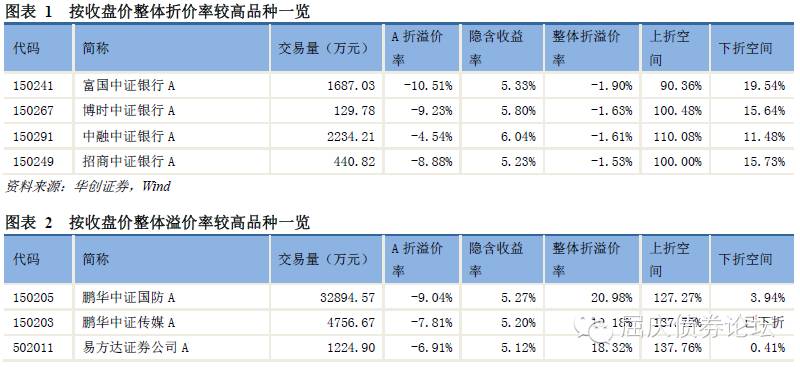 图表 1 按收盘价整体折价率较高品种一览
代码 简称 交易量（万元） A 折溢价率 隐含收益率 整体折溢价率 上折空间 下折空间
150241 富国中证银行 A 1687.03 -10.51% 5.33% -1.90% 90.36% 19.54%
150267 博时中证银行 A 129.78 -9.23% 5.80% -1.63% 100.48% 15.64%
150291 中融中证银行 A 2234.21 -4.54% 6.04% -1.61% 110.08% 11.48%
150249 招商中证银行 A 440.82 -8.88% 5.23% -1.53% 100.00% 15.73%
资料来源：华创证券，Wind
图表 2 按收盘价整体溢价率较高品种一览
代码 简称 交易量（万元） A 折溢价率 隐含收益率 整体折溢价率 上折空间 下折空间
150205 鹏华中证国防 A 32894.57 -9.04% 5.27% 20.98% 127.27% 3.94%
150203 鹏华中证传媒 A 4756.67 -7.81% 5.20% 下折
502011 易方达证券公司 A 1224.90 -6.91% 5.12% 18.32% 137.76% 0.41%
屈庆债券论坛